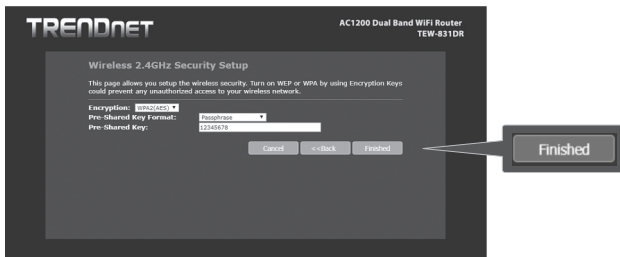 TRENDNET
AC1200 Dual Band WiFi Router
TEW-831DR
Wireless 2.4GHz Security Setup
This page allows you setup the wireless security. Turn on WEP or WPA by using Encryption Keys
could prevent any unauthorized access to your wireless network.
Encryption: WPA2(AES)
Pre-Shared Key Format: Passphrase
Pre-Shared Key: 12345678
Cancel <<Back Finished
Finished